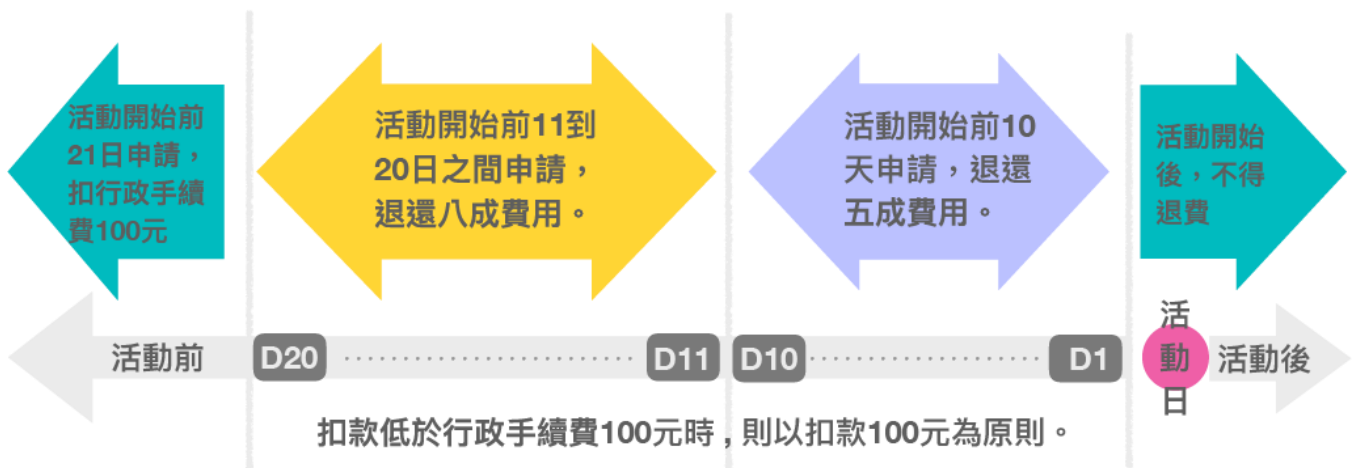 活動開始前
21日申請，
扣行政手續
費100元
活動開始前11到
20日之間申請，
退還八成費用。
活動開始前10
天申請，退還
五成費用。
活動開始
後，不得
退費
活動前
D20
D11
D10
D1
活
動
日
活動後
扣款低於行政手續費100元時，則以扣款100元為原則。